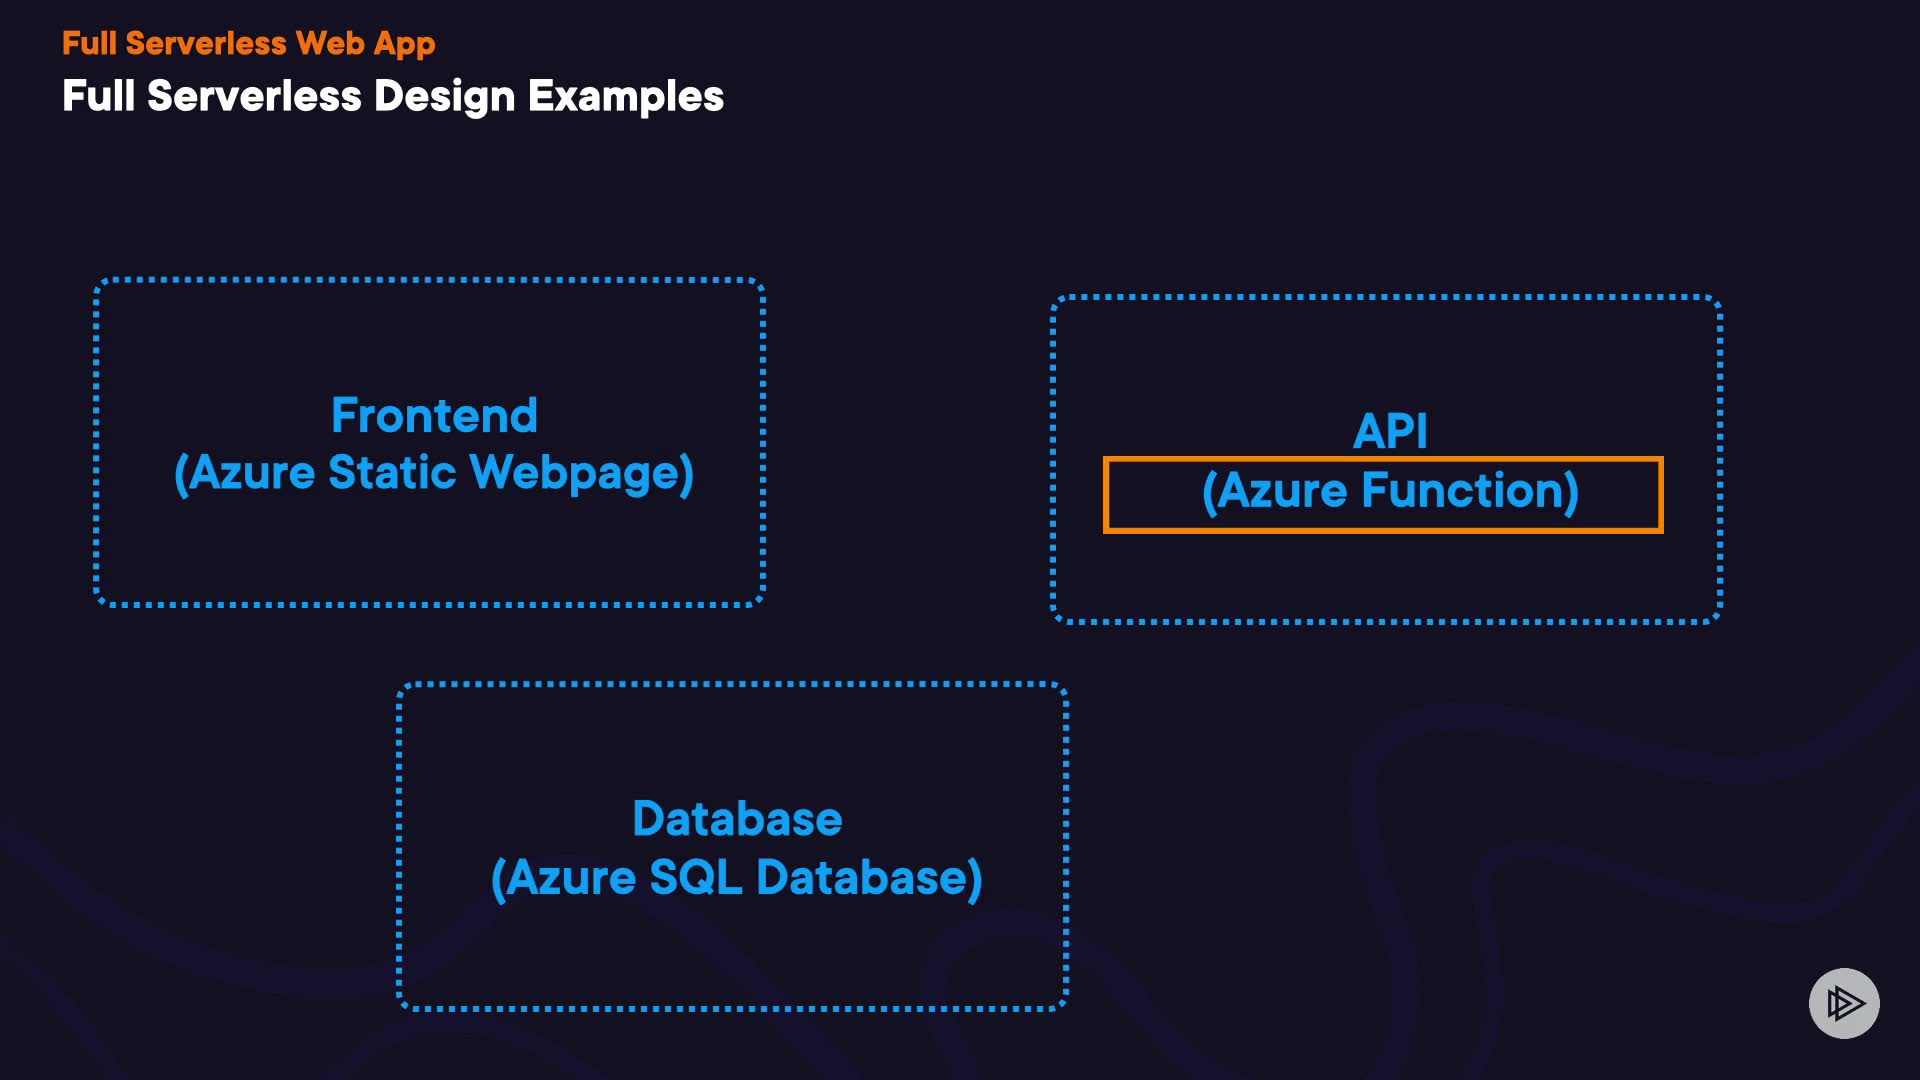 Full Serverless Web App
Full Serverless Design Examples
Frontend
(Azure Static Webpage)
API
(Azure Function)
Database
(Azure SQL Database)